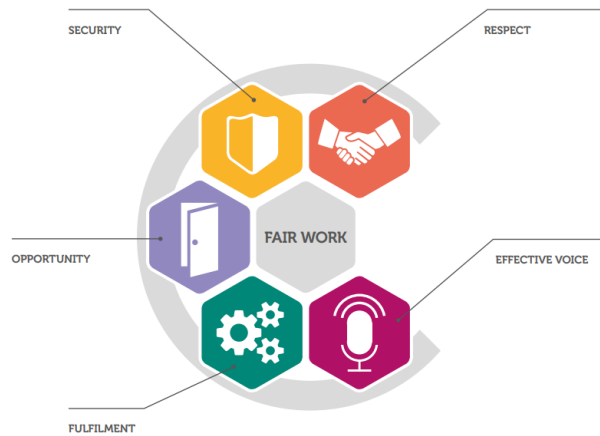 SECURITY
RESPECT
FAIR WORK
OPPORTUNITY
EFFECTIVE VOICE
FULFILMENT